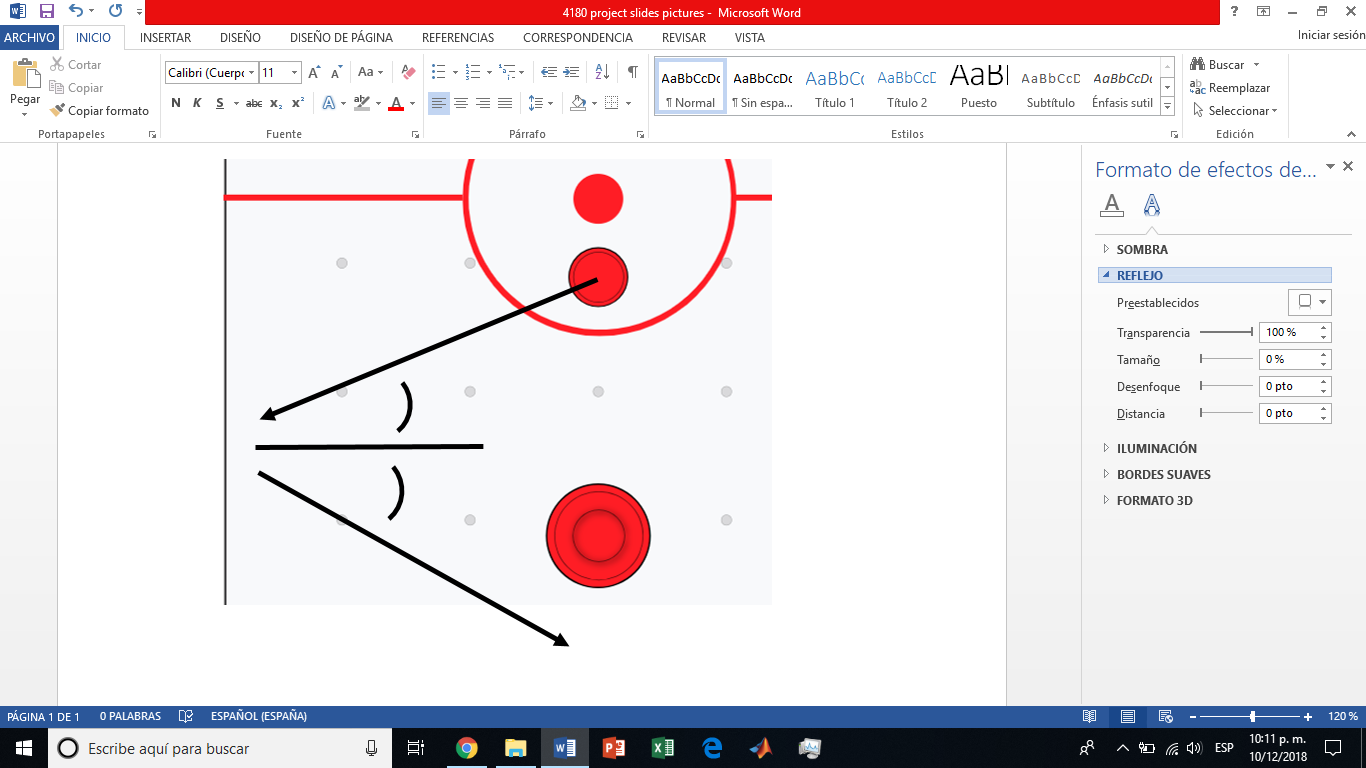 4180 project slides pictures - Microsoft Word
ARCHIVO INICIO INSERTAR DISEÑO DISEÑO DE PÁGINA REFERENCIAS CORRESPONDENCIA REVISAR VISTA Iniciar sesión
Pegar
Cortar
Copiar
Copiar formato
Portapapeles
Calibri (Cuerpo 11
N K S abc x₂ x²
Fuente
Párrafo
AaBbCcDc AaBbCcDc AaBbCc AaBbCcD AaB AaBbCcD AaBbCcDc
¶ Normal ¶ Sin espa... Título 1 Título 2 Puesto Subtítulo Énfasis sutil
Estilos
Buscar
Reemplazar
Seleccionar
Edición
Formato de efectos de...
SOMBRA
REFLEJO
Preestablecidos
Transparencia 100 %
Tamaño 0 %
Desenfoque 0 pto
Distancia 0 pto
ILUMINACIÓN
BORDES SUAVES
FORMATO 3D
PÁGINA 1 DE 1 0 PALABRAS ESPAÑOL (ESPAÑA) 120 %
Escribe aquí para buscar
ESP
10:11 p. m.
10/12/2018